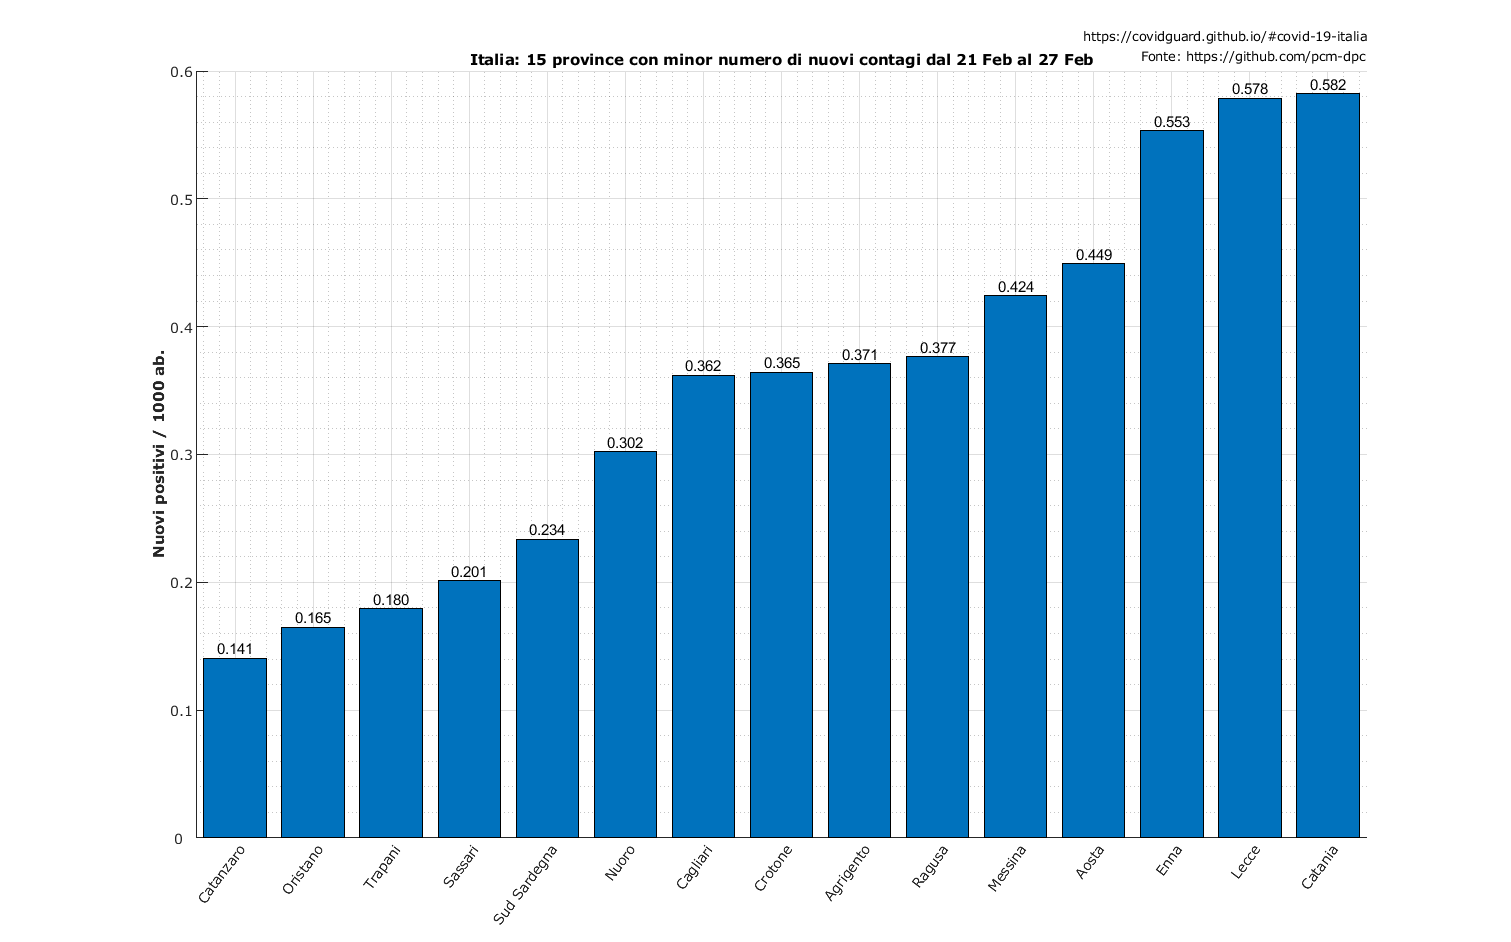 https://covidguard.github.io/#covid-19-italia
Fonte: https://github.com/pcm-dpc
Italia: 15 province con minor numero di nuovi contagi dal 21 Feb al 27 Feb
Nuovi positivi / 1000 ab.
0.6
0.5
0.4
0.3
0.2
0.1
0
0.141
0.165
0.180
0.201
0.234
0.302
0.362
0.365
0.371
0.377
0.424
0.449
0.553
0.578
0.582
Catanzaro
Oristano
Trapani
Sassari
Sud Sardegna
Nuoro
Cagliari
Crotone
Agrigento
Ragusa
Messina
Aosta
Enna
Lecce
Catania